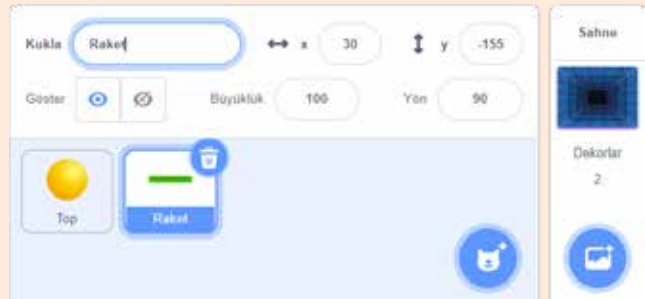 Kukla Raket x 30 y -155
Sahne
Göster Büyüklük 100 Yön 90
Dekorlar
2
Top Raket